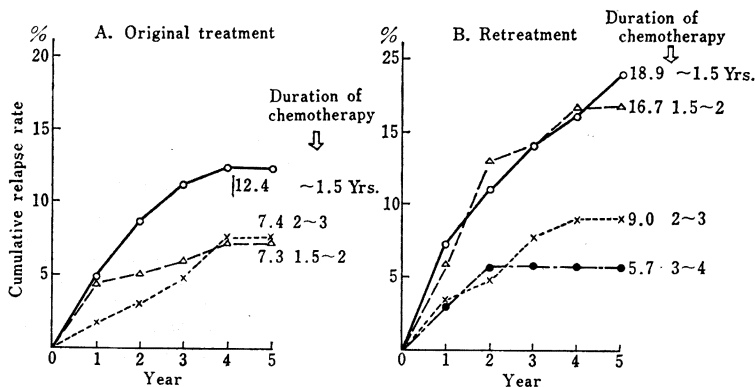 % A. Original treatment
20
15
10
5
0 1 2 3 4 5
Year
Cumulative relapse rate
Duration of
chemotherapy
12.4 ~1.5 Yrs.
7.4 2~3
7.3 1.5~2
% B. Retreatment
Duration of
chemotherapy
25
15
10
5
0 1 2 3 4 5
Year
18.9 ~1.5 Yrs.
16.7 1.5~2
9.0 2~3
5.7 3~4